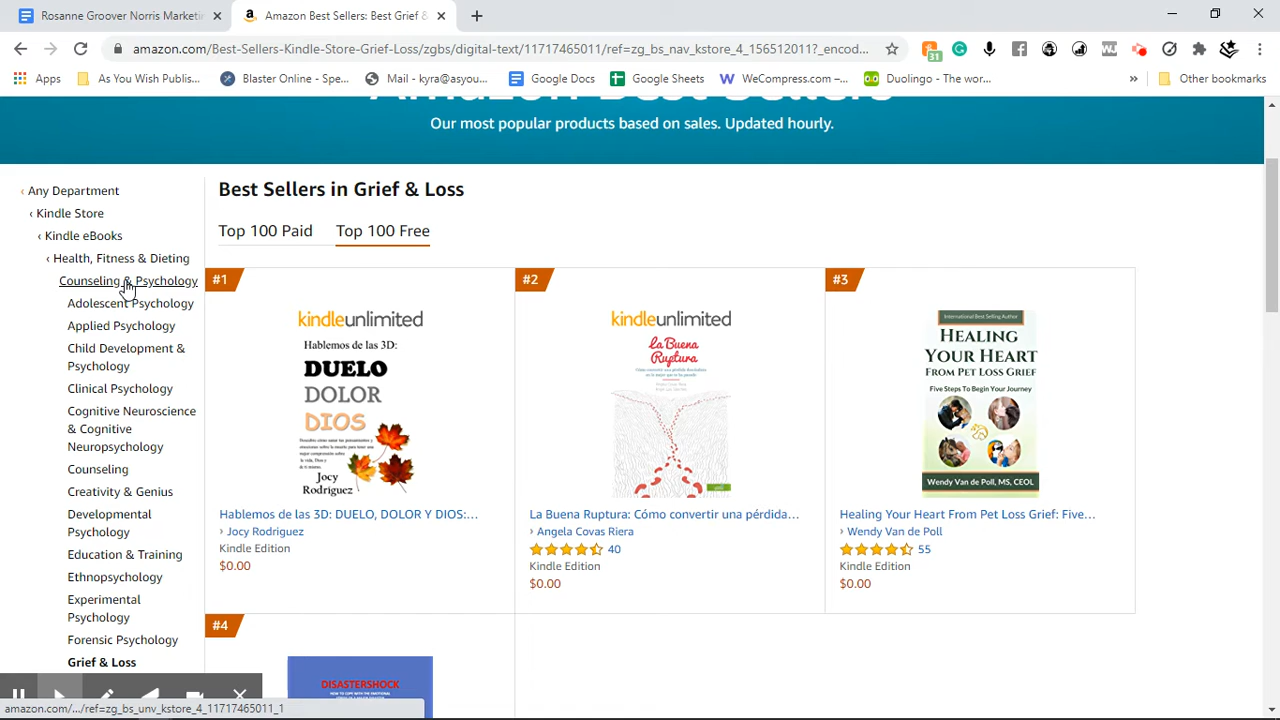 Rosanne Groover Norris Marketi
Amazon Best Sellers: Best Grief &
amazon.com/Best-Sellers-Kindle-Store-Grief-Loss/zgbs/digital-text/11717465011/ref=zg_bs_nav_kstore_4_156512011?_encod...
31
Apps
As You Wish Publis...
Blaster Online - Spe...
Mail - kyra@asyou...
Google Docs
Google Sheets
WeCompress.com –...
Duolingo - The wor...
»
Other bookmarks
Amazon Best Sellers
Our most popular products based on sales. Updated hourly.
‹ Any Department
‹ Kindle Store
‹ Kindle eBooks
‹ Health, Fitness & Dieting
Counseling & Psychology
Adolescent Psychology
Applied Psychology
Child Development &
Psychology
Clinical Psychology
Cognitive Neuroscience
& Cognitive
Neuropsychology
Counseling
Creativity & Genius
Developmental
Psychology
Education & Training
Ethnopsychology
Experimental
Psychology
Forensic Psychology
Grief & Loss
Best Sellers in Grief & Loss
Top 100 Paid
Top 100 Free
#1
kindleunlimited
Hablemos de las 3D:
DUELO
DOLOR
DIOS
Jocy
Rodriguez
Hablemos de las 3D: DUELO, DOLOR Y DIOS:...
› Jocy Rodriguez
Kindle Edition
$0.00
#2
kindleunlimited
la Buena
Ruptura
La Buena Ruptura: Cómo convertir una pérdida...
› Angela Covas Riera
40
Kindle Edition
$0.00
#3
International Best Selling Author
HEALING
YOUR HEART
FROM PET LOSS GRIEF
Five Steps To Begin Your Journey
Wendy Van de Poll, MS, CEOL
Healing Your Heart From Pet Loss Grief: Five...
› Wendy Van de Poll
55
Kindle Edition
$0.00
#4
DISASTERSHOCK
amazon.com/.../ref=zg_bs_unv_kstore_4_11717465011_1